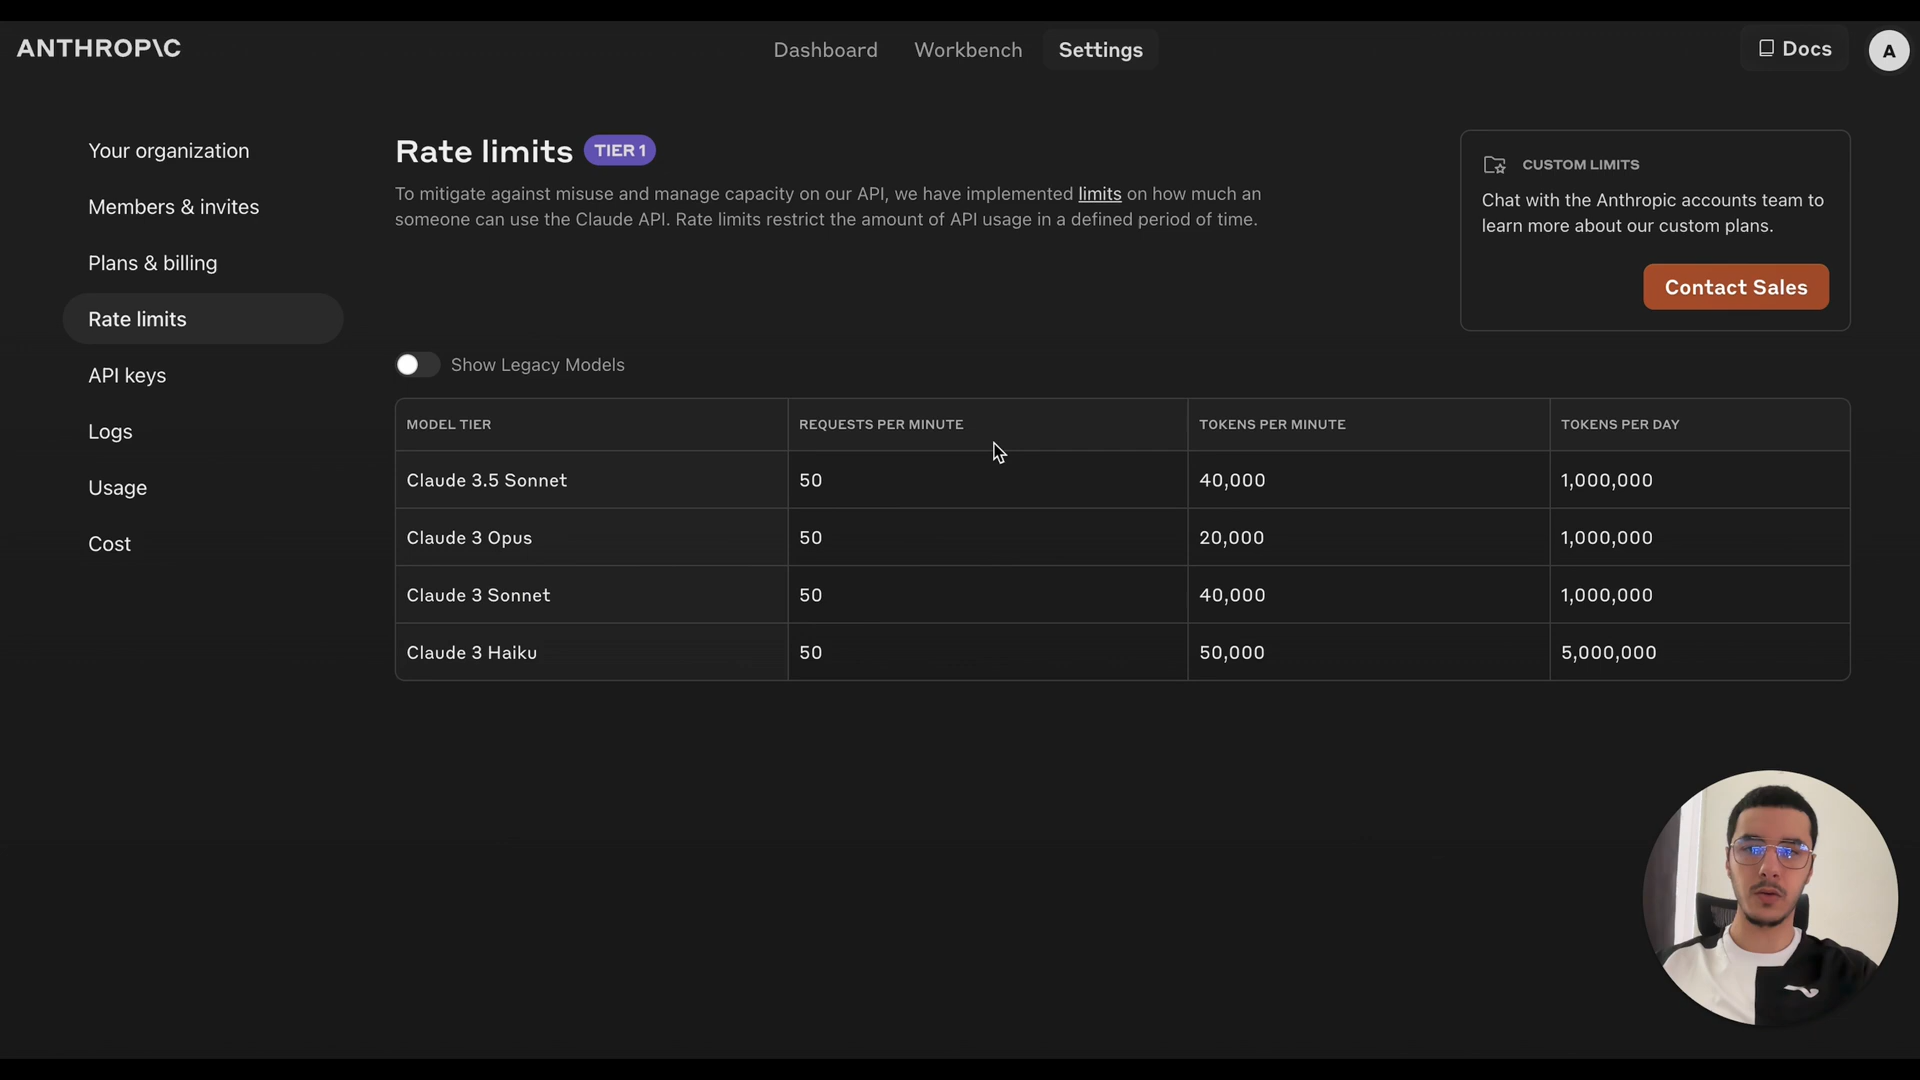 ANTHROP\C
Dashboard
Workbench
Settings
Docs
A
Your organization
Members & invites
Plans & billing
Rate limits
API keys
Logs
Usage
Cost
Rate limits
TIER 1
To mitigate against misuse and manage capacity on our API, we have implemented limits on how much an
someone can use the Claude API. Rate limits restrict the amount of API usage in a defined period of time.
CUSTOM LIMITS
Chat with the Anthropic accounts team to
learn more about our custom plans.
Contact Sales
Show Legacy Models
MODEL TIER REQUESTS PER MINUTE TOKENS PER MINUTE TOKENS PER DAY
Claude 3.5 Sonnet 50 40,000 1,000,000
Claude 3 Opus 50 20,000 1,000,000
Claude 3 Sonnet 50 40,000 1,000,000
Claude 3 Haiku 50 50,000 5,000,000